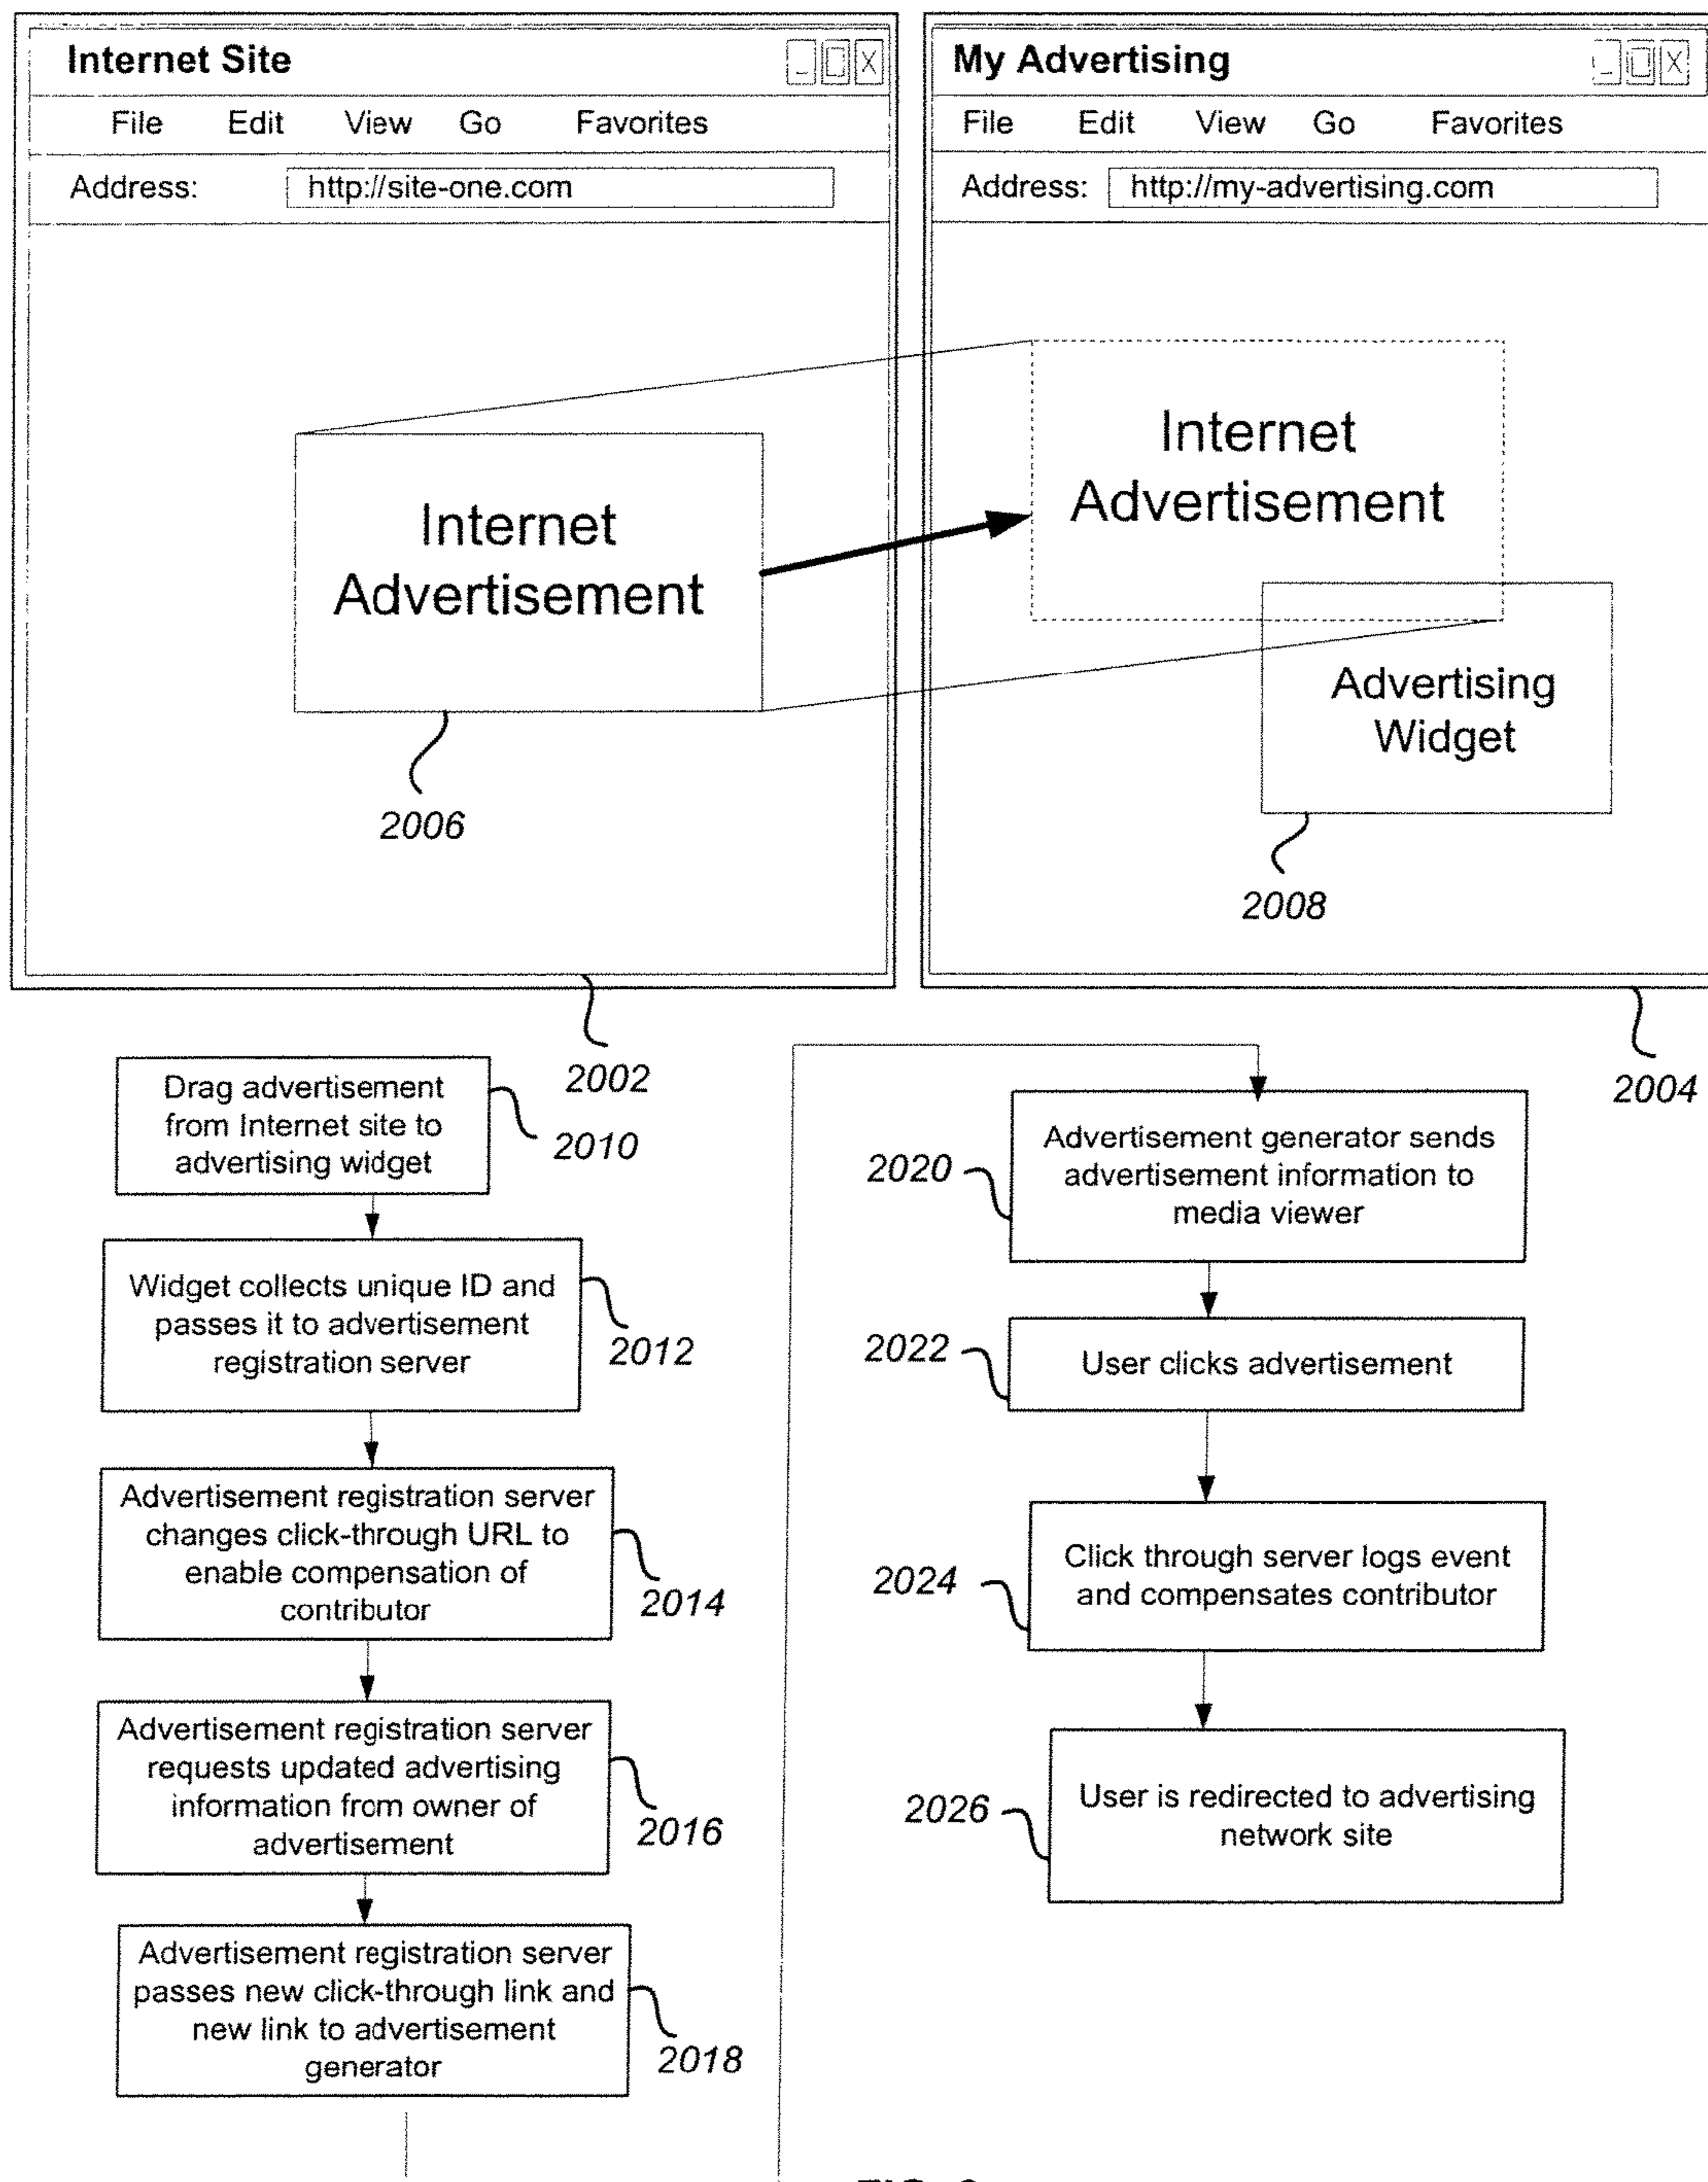 Internet Site
File Edit View Go Favorites
Address: http://site-one.com
Internet
Advertisement
2006
2002
My Advertising
File Edit View Go Favorites
Address: http://my-advertising.com
Internet
Advertisement
Advertising
Widget
2008
2004
Drag advertisement
from Internet site to
advertising widget
2010
Widget collects unique ID and
passes it to advertisement
registration server
2012
Advertisement registration server
changes click-through URL to
enable compensation of
contributor
2014
Advertisement registration server
requests updated advertising
information from owner of
advertisement
2016
Advertisement registration server
passes new click-through link and
new link to advertisement
generator
2018
Advertisement generator sends
advertisement information to
media viewer
2020
User clicks advertisement
2022
Click through server logs event
and compensates contributor
2024
User is redirected to advertising
network site
2026